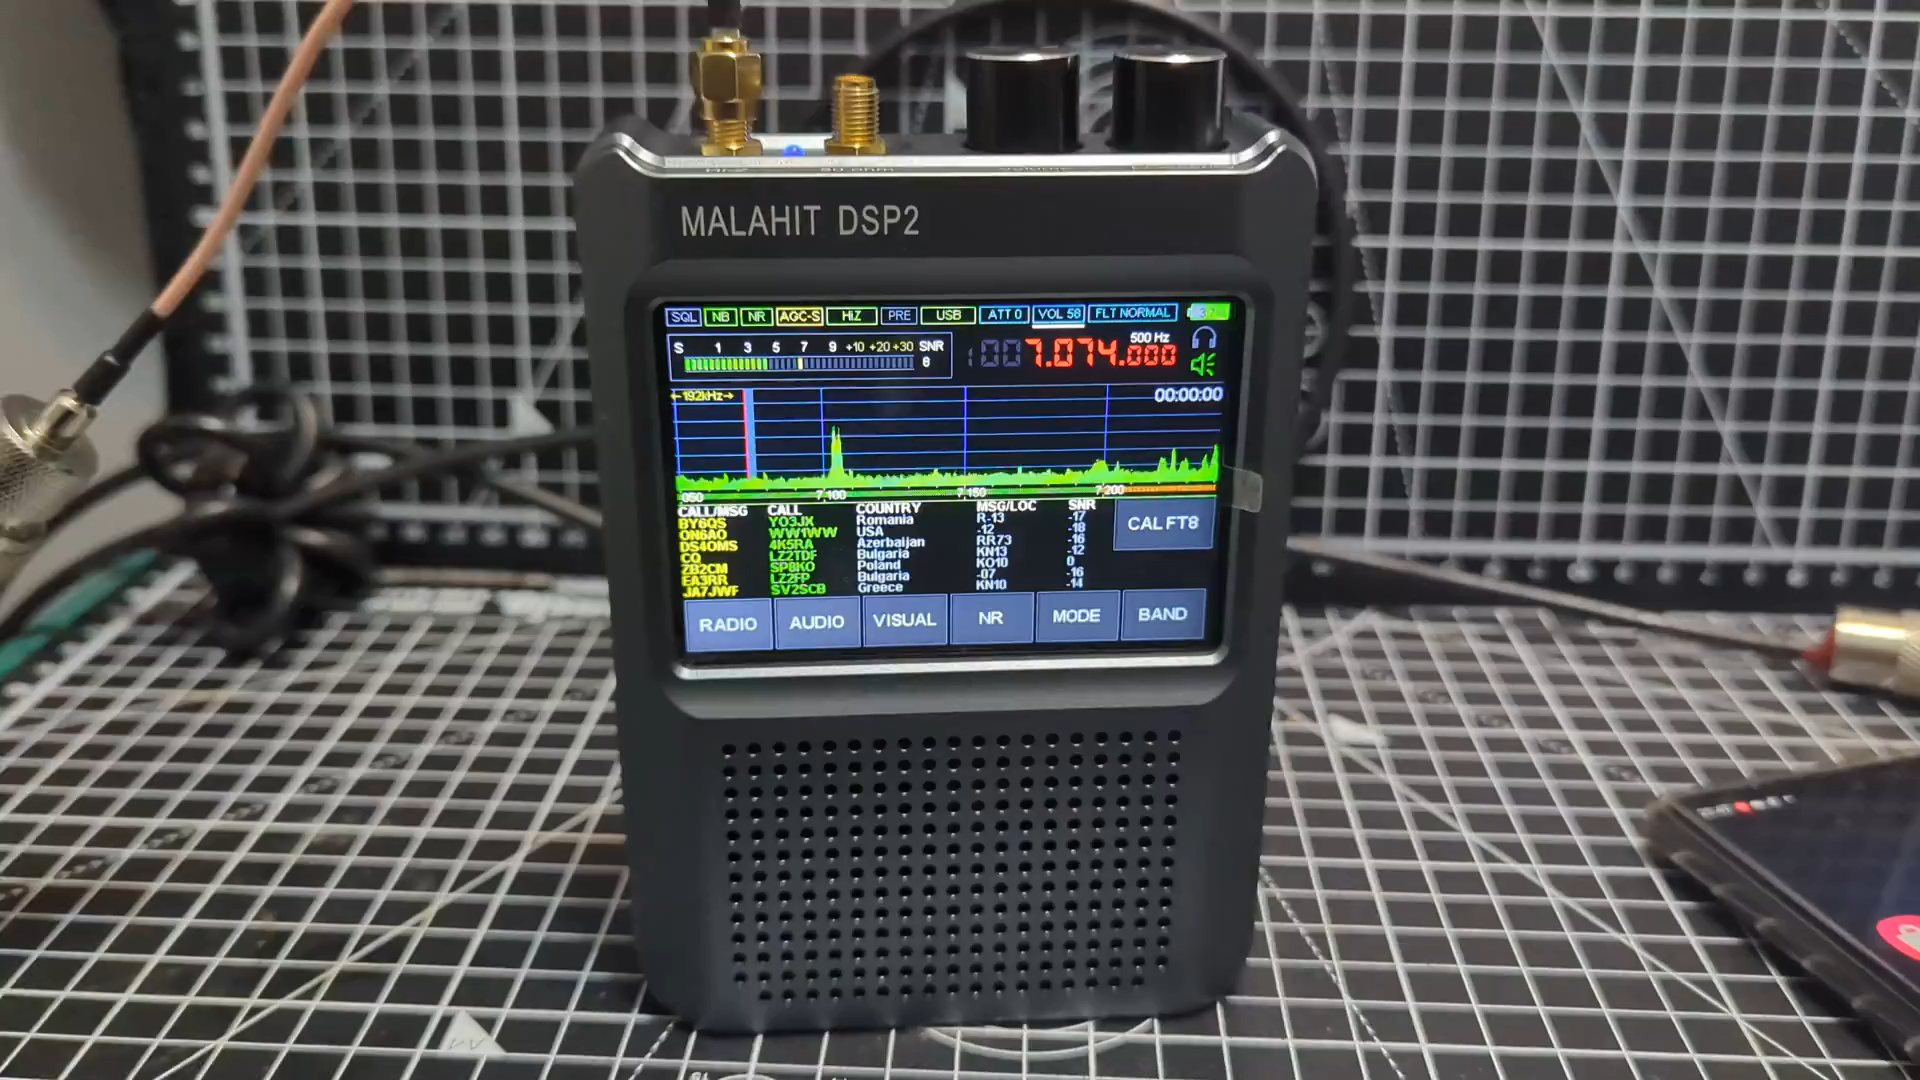 MALAHIT DSP2
SQL NB NR AGC-S HiZ PRE USB ATT 0 VOL 58 FLT NORMAL
S 1 3 5 7 9 +10 +20 +30 SNR
8
500 Hz
7.074.000
←192kHz→ 00:00:00
050 7,100 7,150 7,200
CALL/MSG CALL COUNTRY MSG/LOC SNR
BY6QS YO3JX Romania R-13 -17
ON6AO WW1WW USA -12 -18
DS4OMS 4K5RA Azerbaijan RR73 -16
CQ LZ2TDF Bulgaria KN13 -12
ZB2CM SP8KO Poland KO10 0
EA3RR LZ2FP Bulgaria -07 -16
JA7JWF SV2SCB Greece KN10 -14
CAL FT8
RADIO AUDIO VISUAL NR MODE BAND